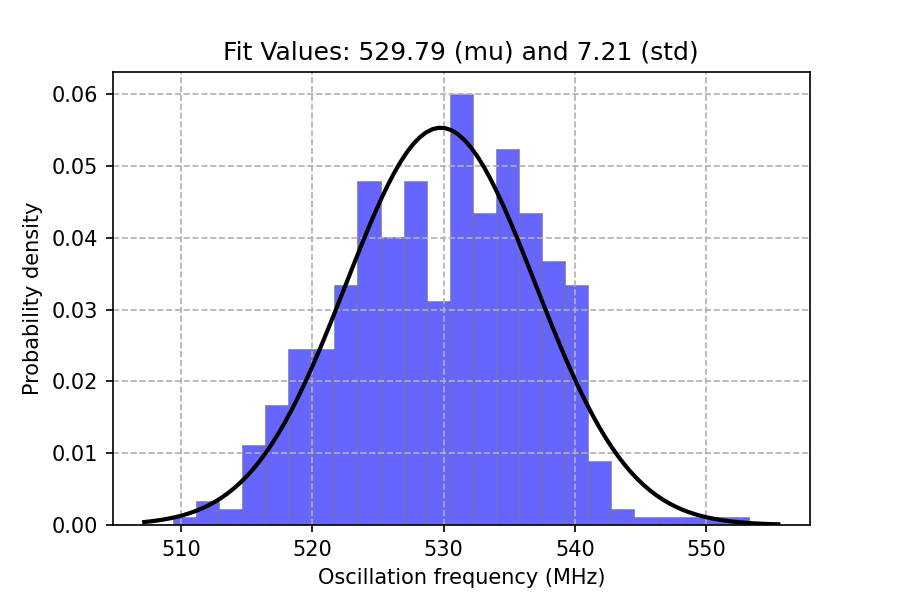 Fit Values: 529.79 (mu) and 7.21 (std)
Probability density
0.06
0.05
0.04
0.03
0.02
0.01
0.00
510 520 530 540 550
Oscillation frequency (MHz)